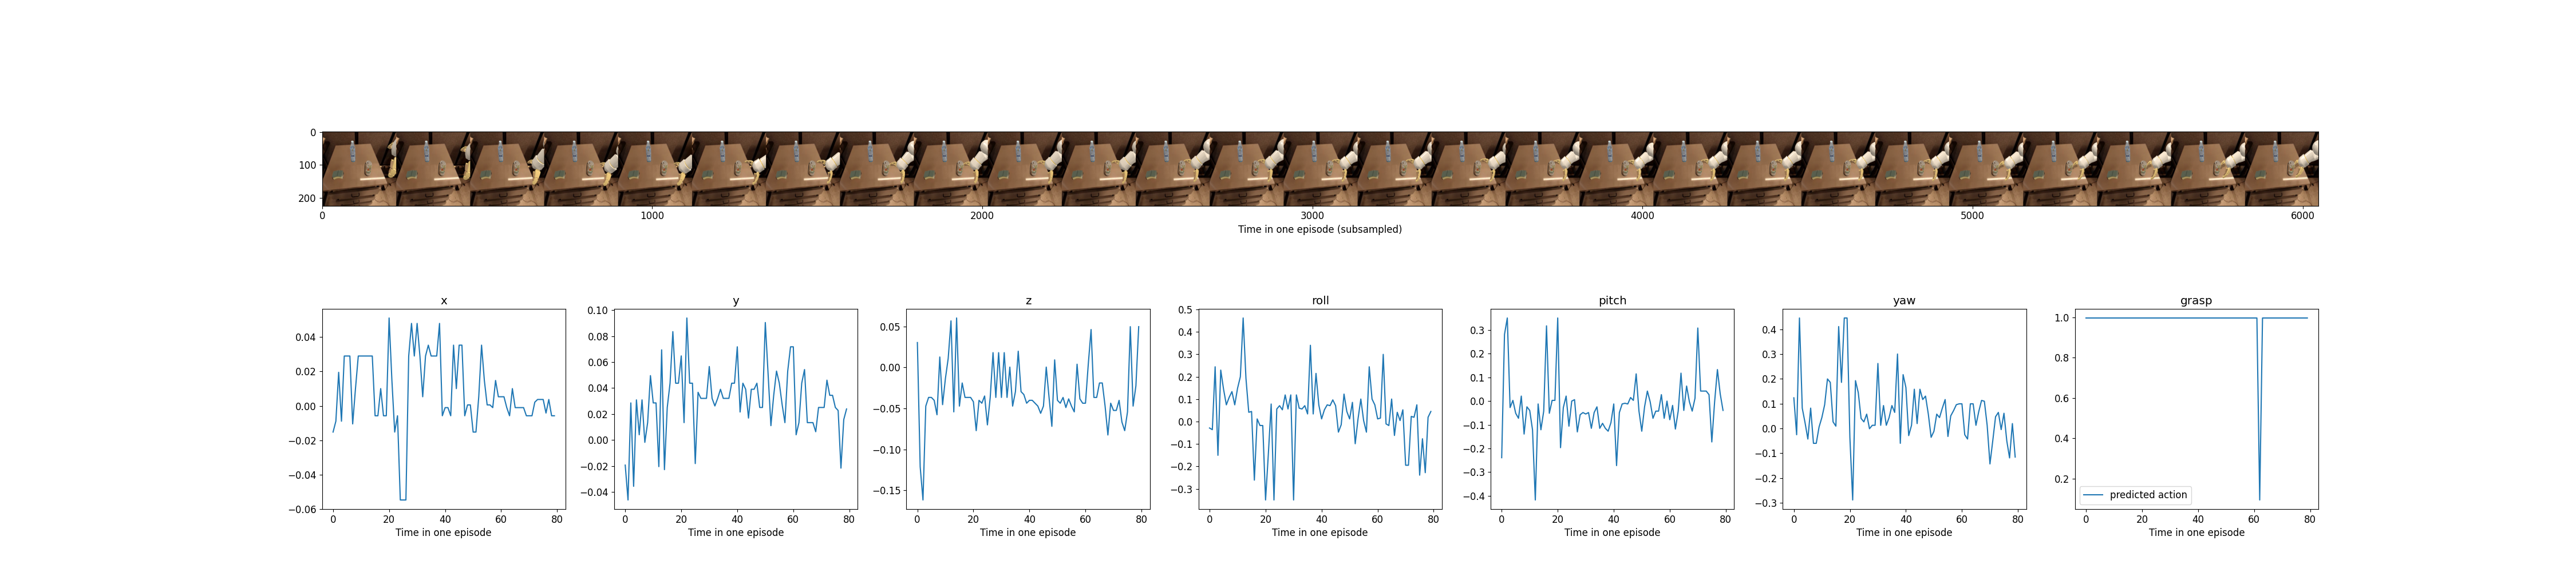 0
100
200
0 1000 2000 3000 4000 5000 6000
Time in one episode (subsampled)
x
0.04
0.02
0.00
−0.02
−0.04
−0.06
0 20 40 60 80
Time in one episode
y
0.10
0.08
0.06
0.04
0.02
0.00
−0.02
−0.04
0 20 40 60 80
Time in one episode
z
0.05
0.00
−0.05
−0.10
−0.15
0 20 40 60 80
Time in one episode
roll
0.5
0.4
0.3
0.2
0.1
0.0
−0.1
−0.2
−0.3
0 20 40 60 80
Time in one episode
pitch
0.3
0.2
0.1
0.0
−0.1
−0.2
−0.3
−0.4
0 20 40 60 80
Time in one episode
yaw
0.4
0.3
0.2
0.1
0.0
−0.1
−0.2
−0.3
0 20 40 60 80
Time in one episode
grasp
1.0
0.8
0.6
0.4
0.2
predicted action
0 20 40 60 80
Time in one episode